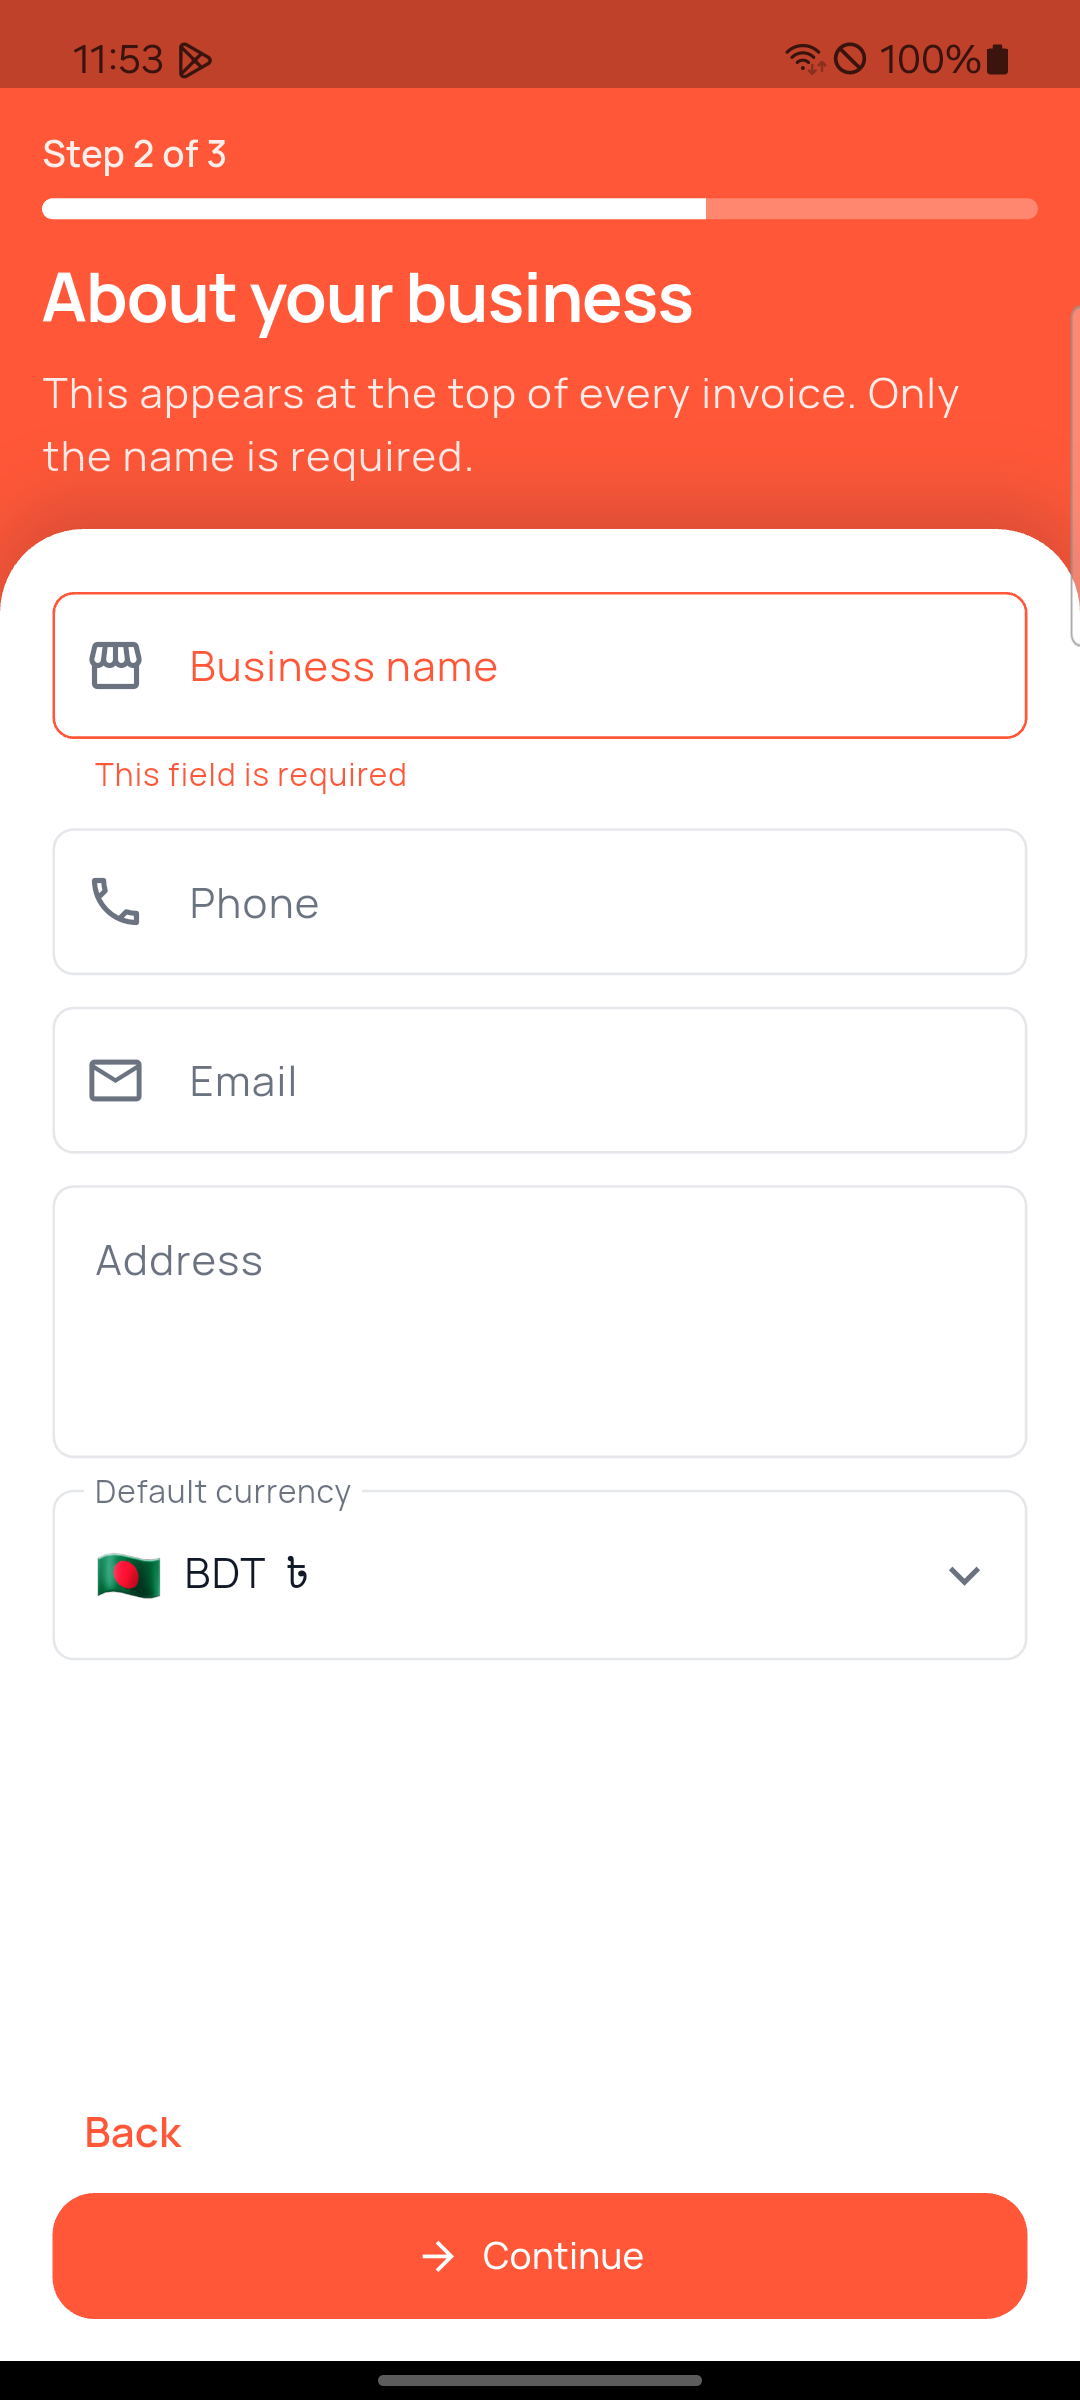 11:53
100%
Step 2 of 3
About your business
This appears at the top of every invoice. Only
the name is required.
Business name
This field is required
Phone
Email
Address
Default currency
BDT ৳
Back
Continue